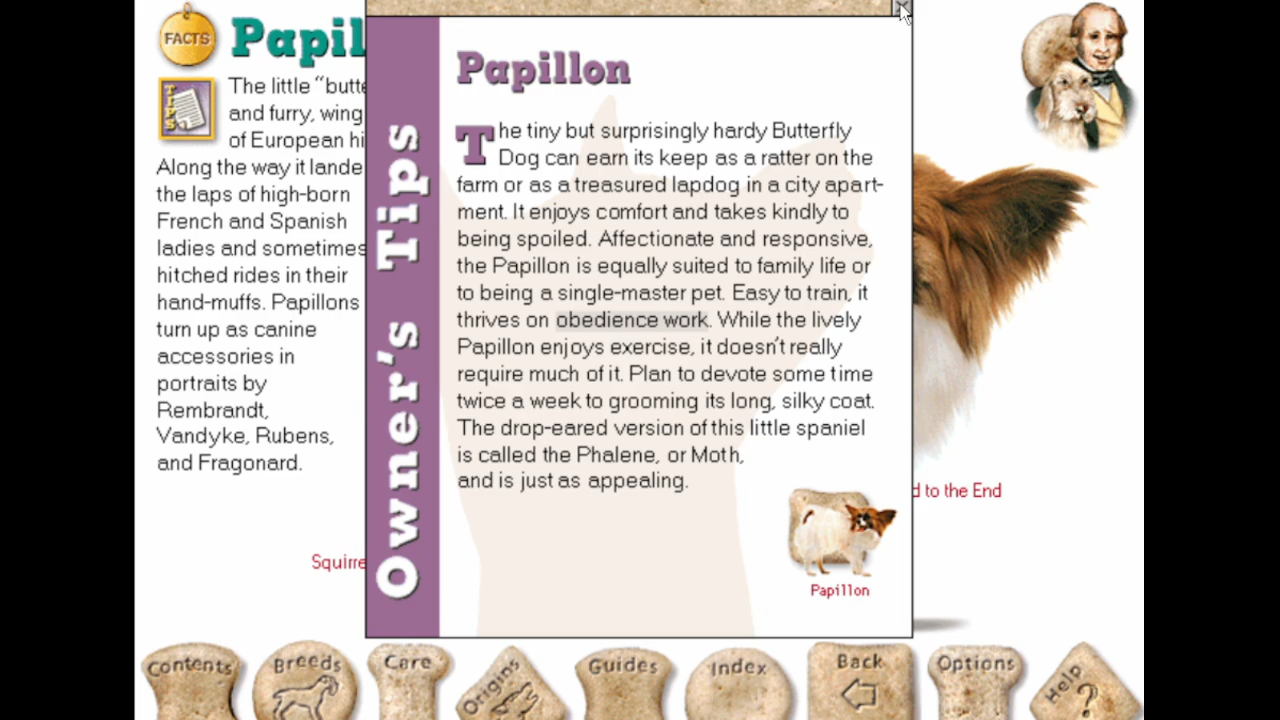 FACTS
Papil
TIPS
The little “butte
and furry, wing
of European hi
Along the way it lande
the laps of high-born
French and Spanish
ladies and sometimes
hitched rides in their
hand-muffs. Papillons
turn up as canine
accessories in
portraits by
Rembrandt,
Vandyke, Rubens,
and Fragonard.
Squirre
Owner's Tips
Papillon
The tiny but surprisingly hardy Butterfly
Dog can earn its keep as a ratter on the
farm or as a treasured lapdog in a city apart-
ment. It enjoys comfort and takes kindly to
being spoiled. Affectionate and responsive,
the Papillon is equally suited to family life or
to being a single-master pet. Easy to train, it
thrives on obedience work. While the lively
Papillon enjoys exercise, it doesn't really
require much of it. Plan to devote some time
twice a week to grooming its long, silky coat.
The drop-eared version of this little spaniel
is called the Phalene, or Moth,
and is just as appealing.
Papillon
d to the End
Contents
Breeds
Care
Origins
Guides
Index
Back
Options
Help
?